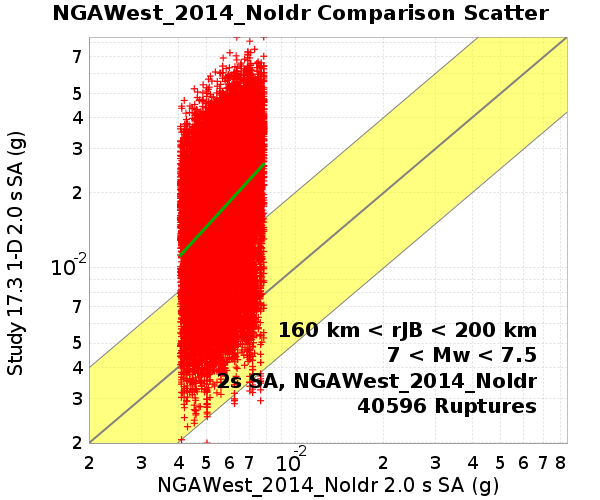 NGAWest_2014_NoIdr Comparison Scatter
Study 17.3 1-D 2.0 s SA (g)
7
5
4
3
2
10-2
7
5
4
3
2
160 km < rJB < 200 km
7 < Mw < 7.5
2s SA, NGAWest_2014_NoIdr
40596 Ruptures
2 3 4 5 6 7 10-2 2 3 4 5 6 7 8
NGAWest_2014_NoIdr 2.0 s SA (g)